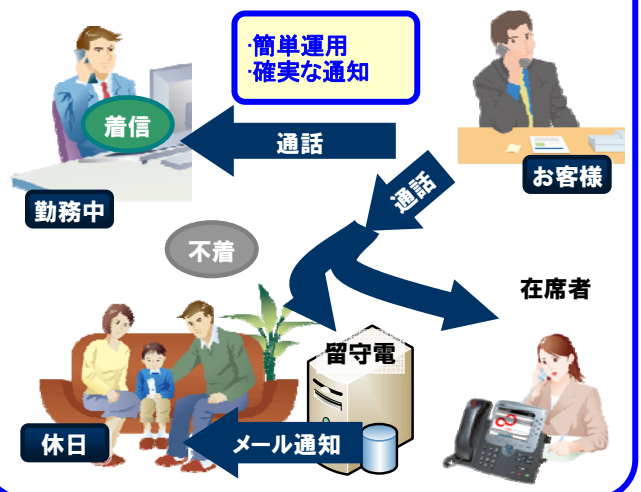 ・簡単運用
・確実な通知
着信
通話
お客様
勤務中
通話
不着
在席者
留守電
休日
メール通知